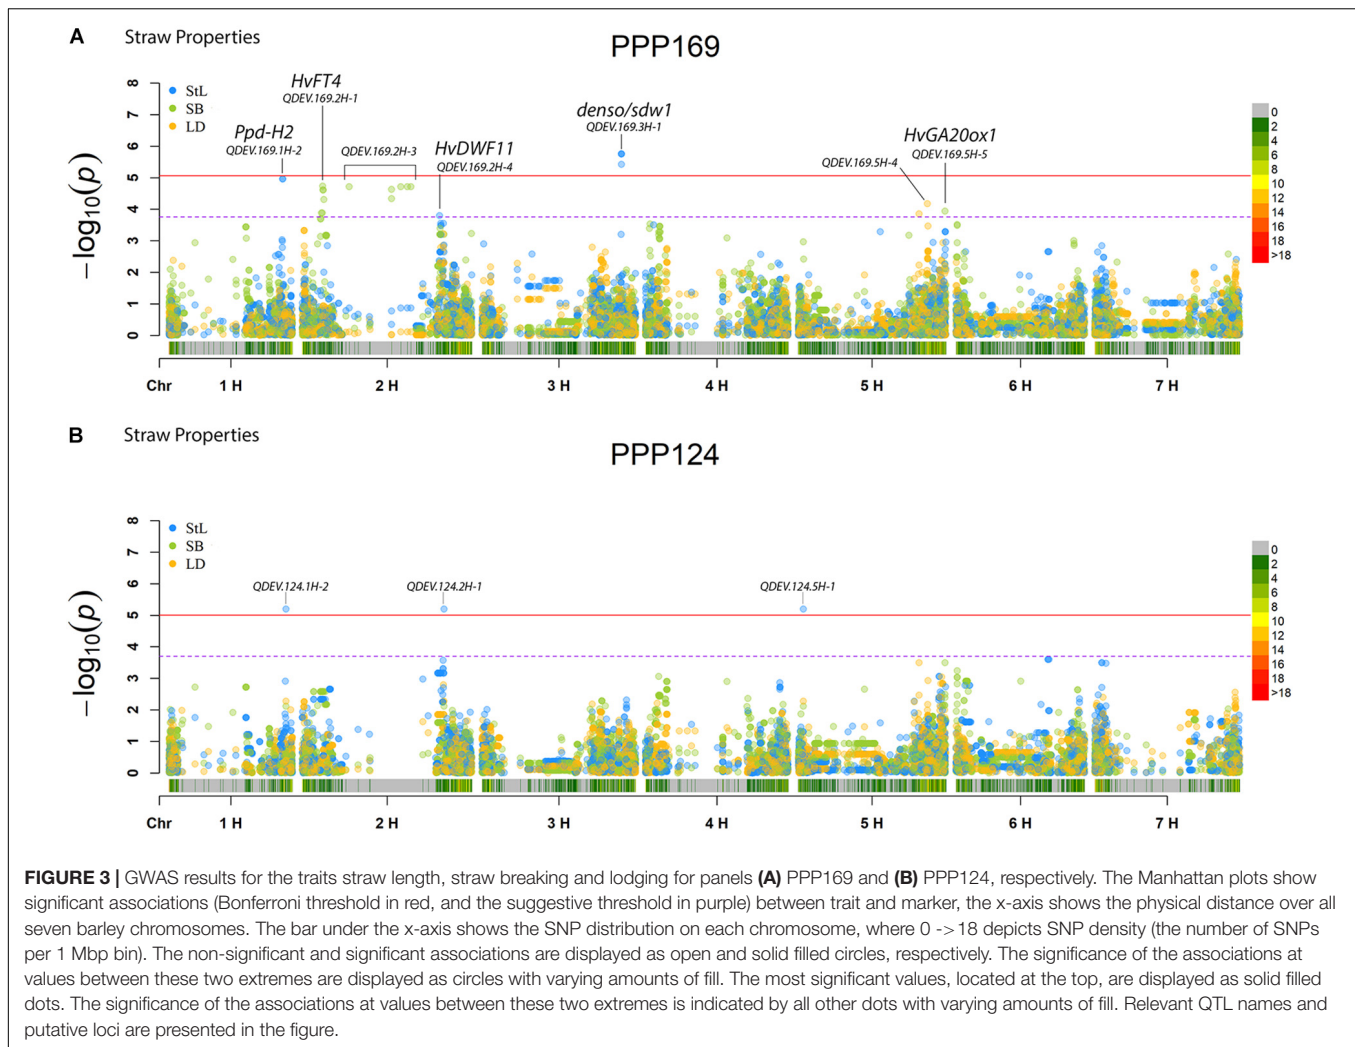 A Straw Properties
PPP169
8
7
6
5
4
3
2
1
0
−log10(p)
StL
SB
LD
Ppd-H2
QDEV.169.1H-2
HvFT4
QDEV.169.2H-1
QDEV.169.2H-3
HvDWF11
QDEV.169.2H-4
denso/sdw1
QDEV.169.3H-1
QDEV.169.5H-4
HvGA20ox1
QDEV.169.5H-5
0
2
4
6
8
10
12
14
16
18
>18
Chr 1 H 2 H 3 H 4 H 5 H 6 H 7 H
B Straw Properties
PPP124
8
7
6
5
4
3
2
1
0
−log10(p)
StL
SB
LD
QDEV.124.1H-2
QDEV.124.2H-1
QDEV.124.5H-1
0
2
4
6
8
10
12
14
16
18
>18
Chr 1 H 2 H 3 H 4 H 5 H 6 H 7 H
FIGURE 3 | GWAS results for the traits straw length, straw breaking and lodging for panels (A) PPP169 and (B) PPP124, respectively. The Manhattan plots show
significant associations (Bonferroni threshold in red, and the suggestive threshold in purple) between trait and marker, the x-axis shows the physical distance over all
seven barley chromosomes. The bar under the x-axis shows the SNP distribution on each chromosome, where 0 ->18 depicts SNP density (the number of SNPs
per 1 Mbp bin). The non-significant and significant associations are displayed as open and solid filled circles, respectively. The significance of the associations at
values between these two extremes are displayed as circles with varying amounts of fill. The most significant values, located at the top, are displayed as solid filled
dots. The significance of the associations at values between these two extremes is indicated by all other dots with varying amounts of fill. Relevant QTL names and
putative loci are presented in the figure.